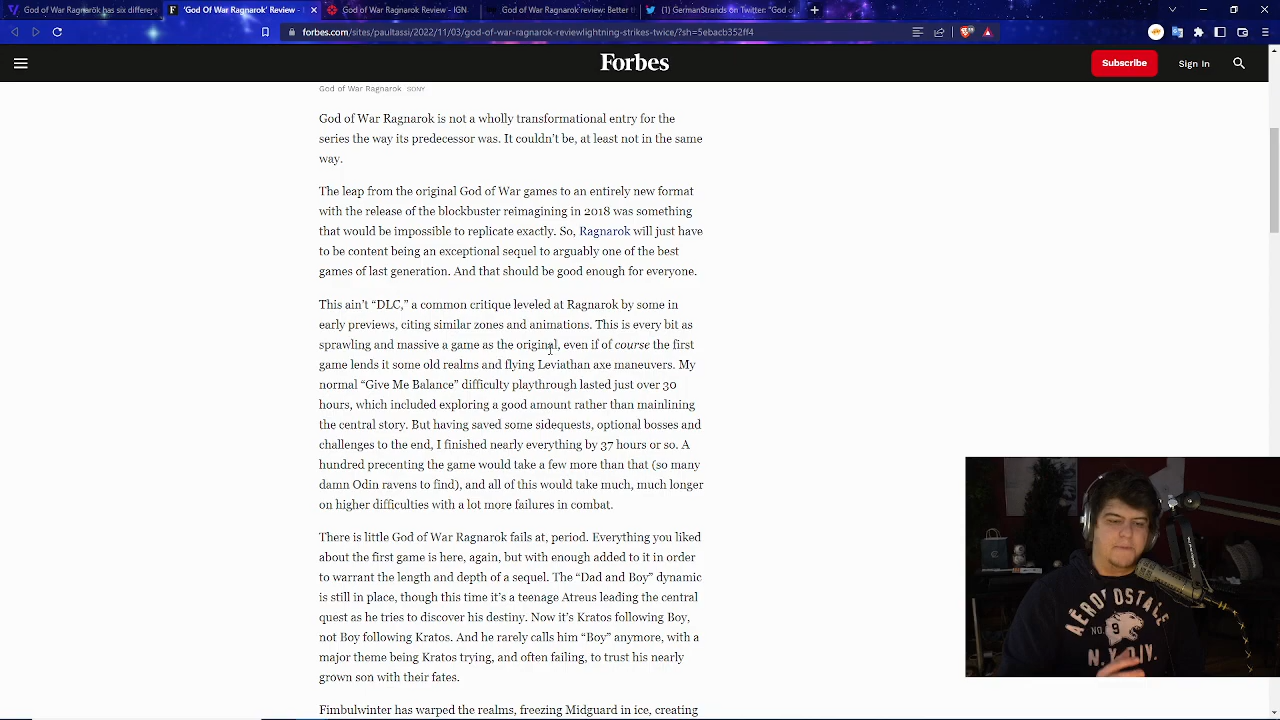 God of War Ragnarok has six differe
'God Of War Ragnarok' Review -
God of War Ragnarok Review - IGN
God of War Ragnarok review: Better t
(1) GermanStrands on Twitter: "God o
forbes.com/sites/paultassi/2022/11/03/god-of-war-ragnarok-reviewlightning-strikes-twice/?sh=5ebacb352ff4
Forbes
Subscribe
Sign In
God of War Ragnarok SONY
God of War Ragnarok is not a wholly transformational entry for the
series the way its predecessor was. It couldn't be, at least not in the same
way.
The leap from the original God of War games to an entirely new format
with the release of the blockbuster reimagining in 2018 was something
that would be impossible to replicate exactly. So, Ragnarok will just have
to be content being an exceptional sequel to arguably one of the best
games of last generation. And that should be good enough for everyone.
This ain't “DLC,” a common critique leveled at Ragnarok by some in
early previews, citing similar zones and animations. This is every bit as
sprawling and massive a game as the original, even if of course the first
game lends it some old realms and flying Leviathan axe maneuvers. My
normal “Give Me Balance” difficulty playthrough lasted just over 30
hours, which included exploring a good amount rather than mainlining
the central story. But having saved some sidequests, optional bosses and
challenges to the end, I finished nearly everything by 37 hours or so. A
hundred precenting the game would take a few more than that (so many
damn Odin ravens to find), and all of this would take much, much longer
on higher difficulties with a lot more failures in combat.
There is little God of War Ragnarok fails at, period. Everything you liked
about the first game is here, again, but with enough added to it in order
to warrant the length and depth of a sequel. The “Dad and Boy” dynamic
is still in place, though this time it's a teenage Atreus leading the central
quest as he tries to discover his destiny. Now it's Kratos following Boy,
not Boy following Kratos. And he rarely calls him “Boy” anymore, with a
major theme being Kratos trying, and often failing, to trust his nearly
grown son with their fates.
Fimbulwinter has warped the realms, freezing Midguard in ice, creating
AÉROPOSTALE
NO. 9
N.Y. DIV.